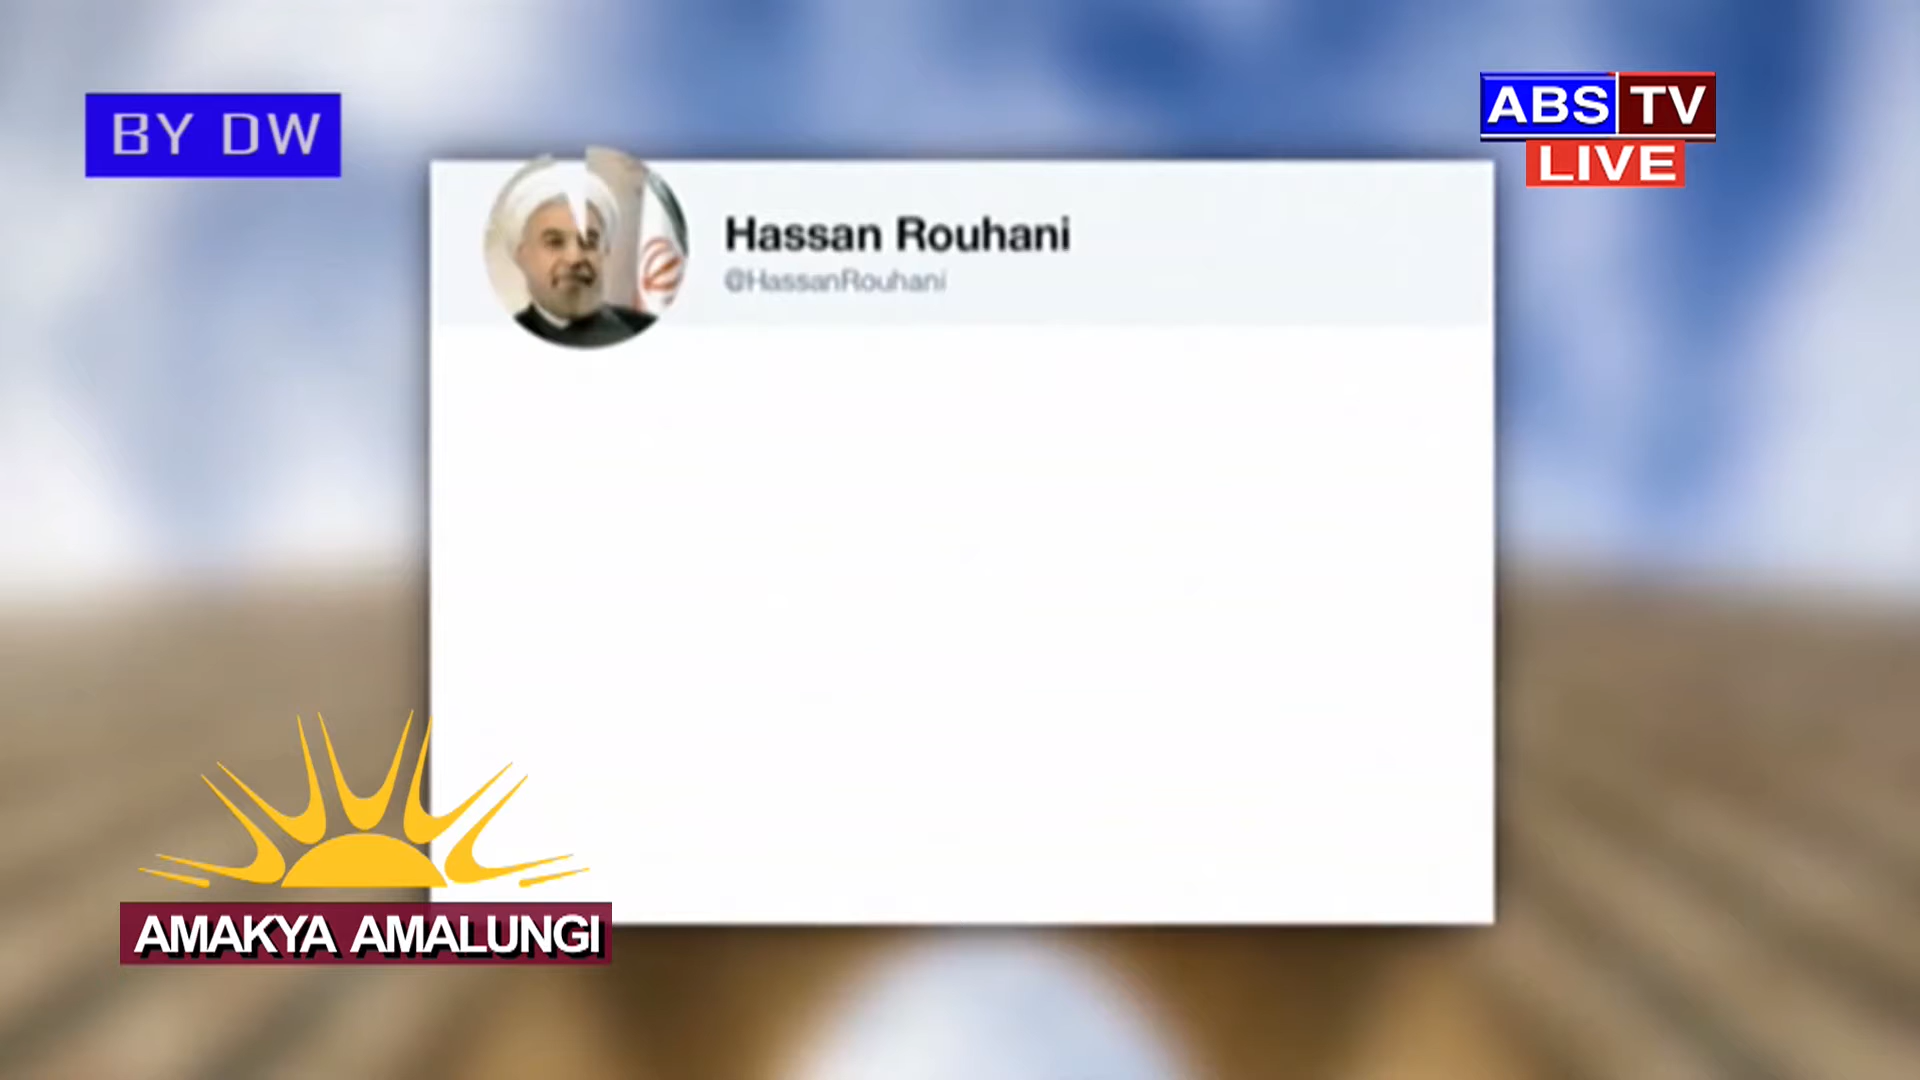 BY DW
ABS TV
LIVE
Hassan Rouhani
@HassanRouhani
AMAKYA AMALUNGI